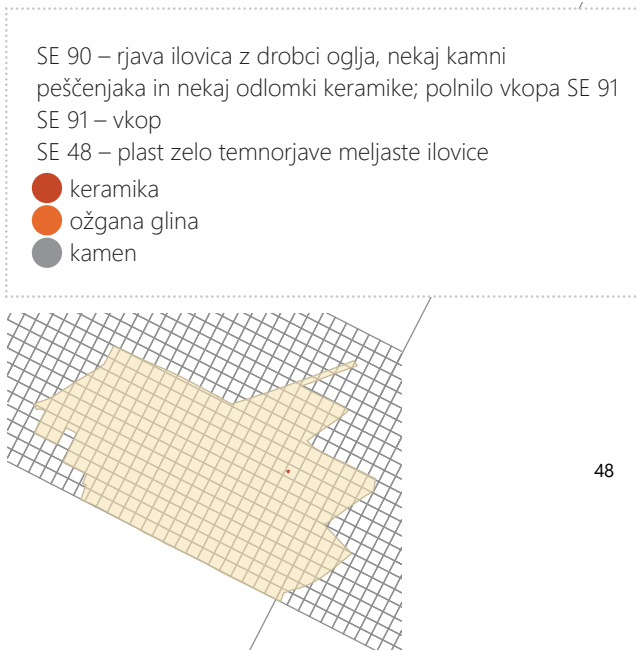 SE 90 – rjava ilovica z drobci oglja, nekaj kamni
peščenjaka in nekaj odlomki keramike; polnilo vkopa SE 91
SE 91 – vkop
SE 48 – plast zelo temnorjave meljaste ilovice
keramika
ožgana glina
kamen
48